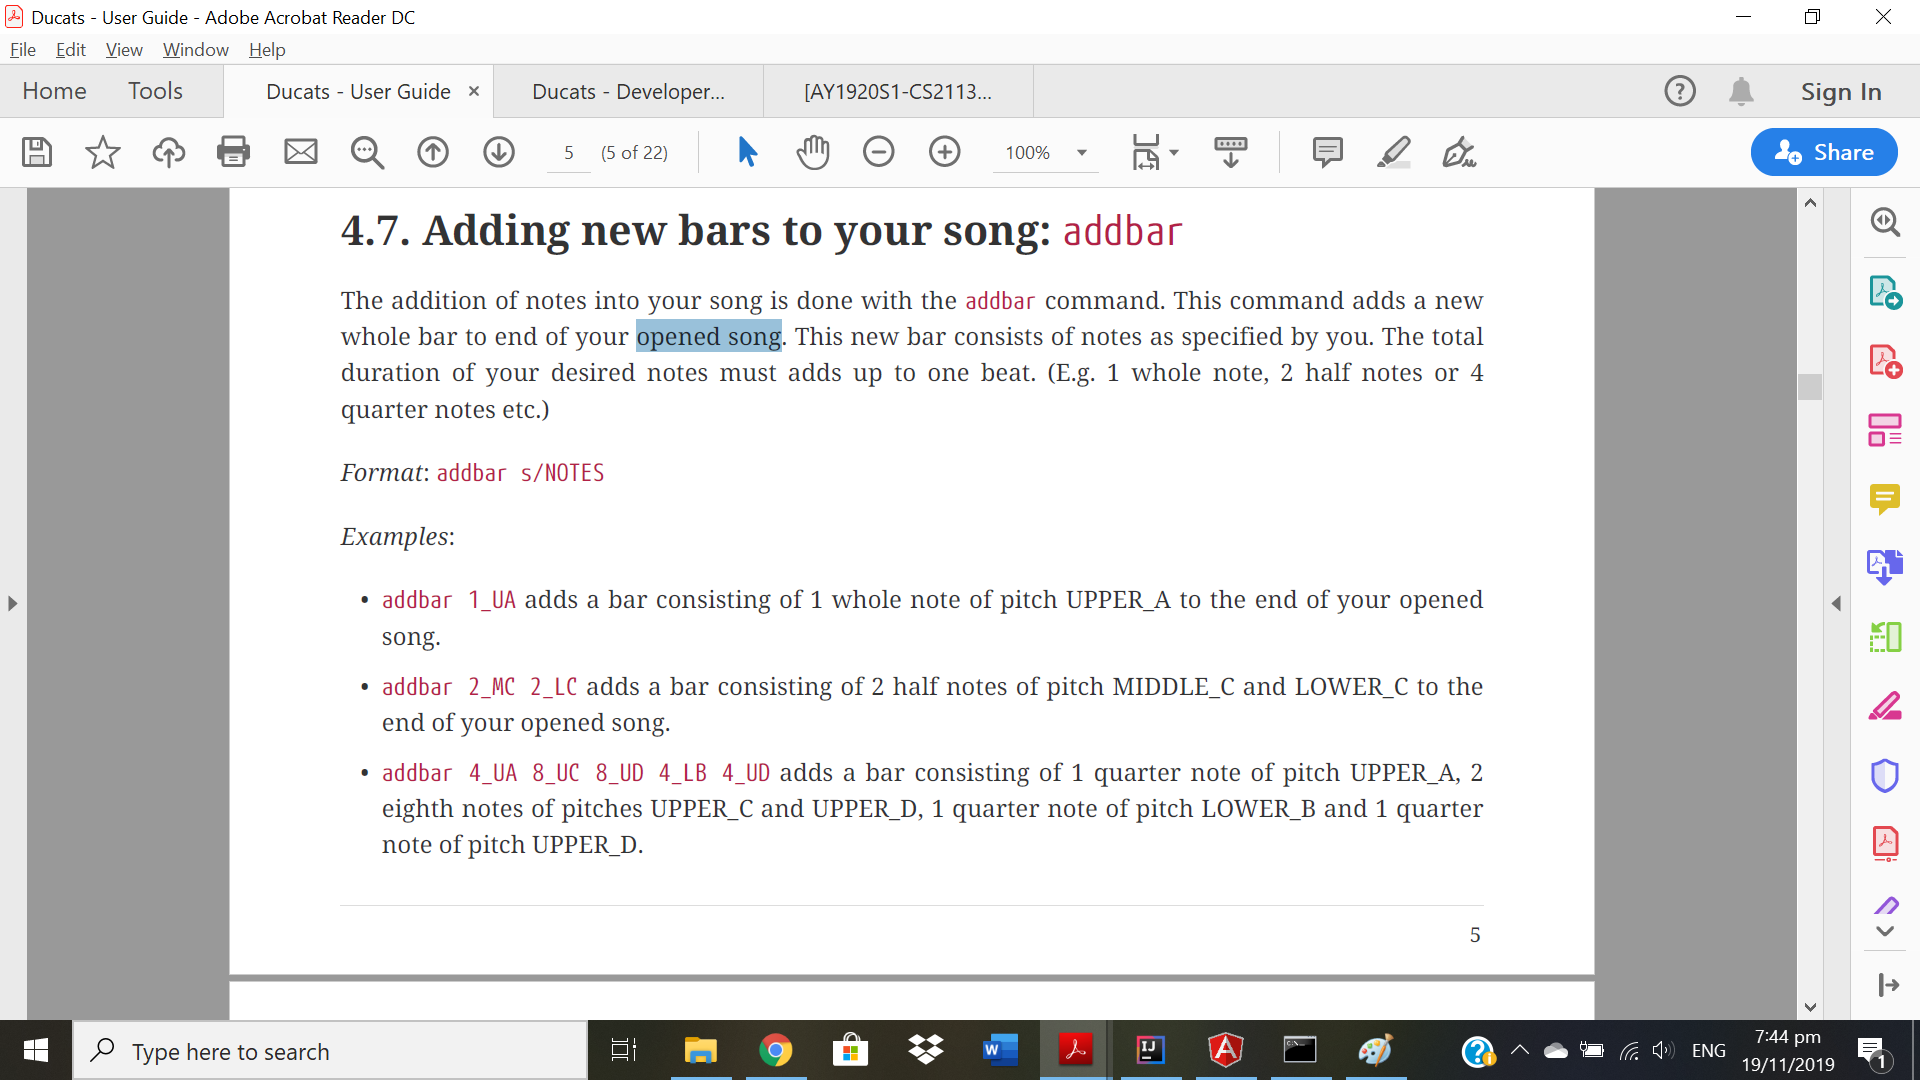 Ducats - User Guide - Adobe Acrobat Reader DC
File Edit View Window Help
Home Tools Ducats - User Guide × Ducats - Developer... [AY1920S1-CS2113... Sign In
5 (5 of 22) 100% Share
4.7. Adding new bars to your song: addbar
The addition of notes into your song is done with the addbar command. This command adds a new
whole bar to end of your opened song. This new bar consists of notes as specified by you. The total
duration of your desired notes must adds up to one beat. (E.g. 1 whole note, 2 half notes or 4
quarter notes etc.)
Format: addbar s/NOTES
Examples:
• addbar 1_UA adds a bar consisting of 1 whole note of pitch UPPER_A to the end of your opened
song.
• addbar 2_MC 2_LC adds a bar consisting of 2 half notes of pitch MIDDLE_C and LOWER_C to the
end of your opened song.
• addbar 4_UA 8_UC 8_UD 4_LB 4_UD adds a bar consisting of 1 quarter note of pitch UPPER_A, 2
eighth notes of pitches UPPER_C and UPPER_D, 1 quarter note of pitch LOWER_B and 1 quarter
note of pitch UPPER_D.
5
Type here to search
ENG
7:44 pm
19/11/2019
1